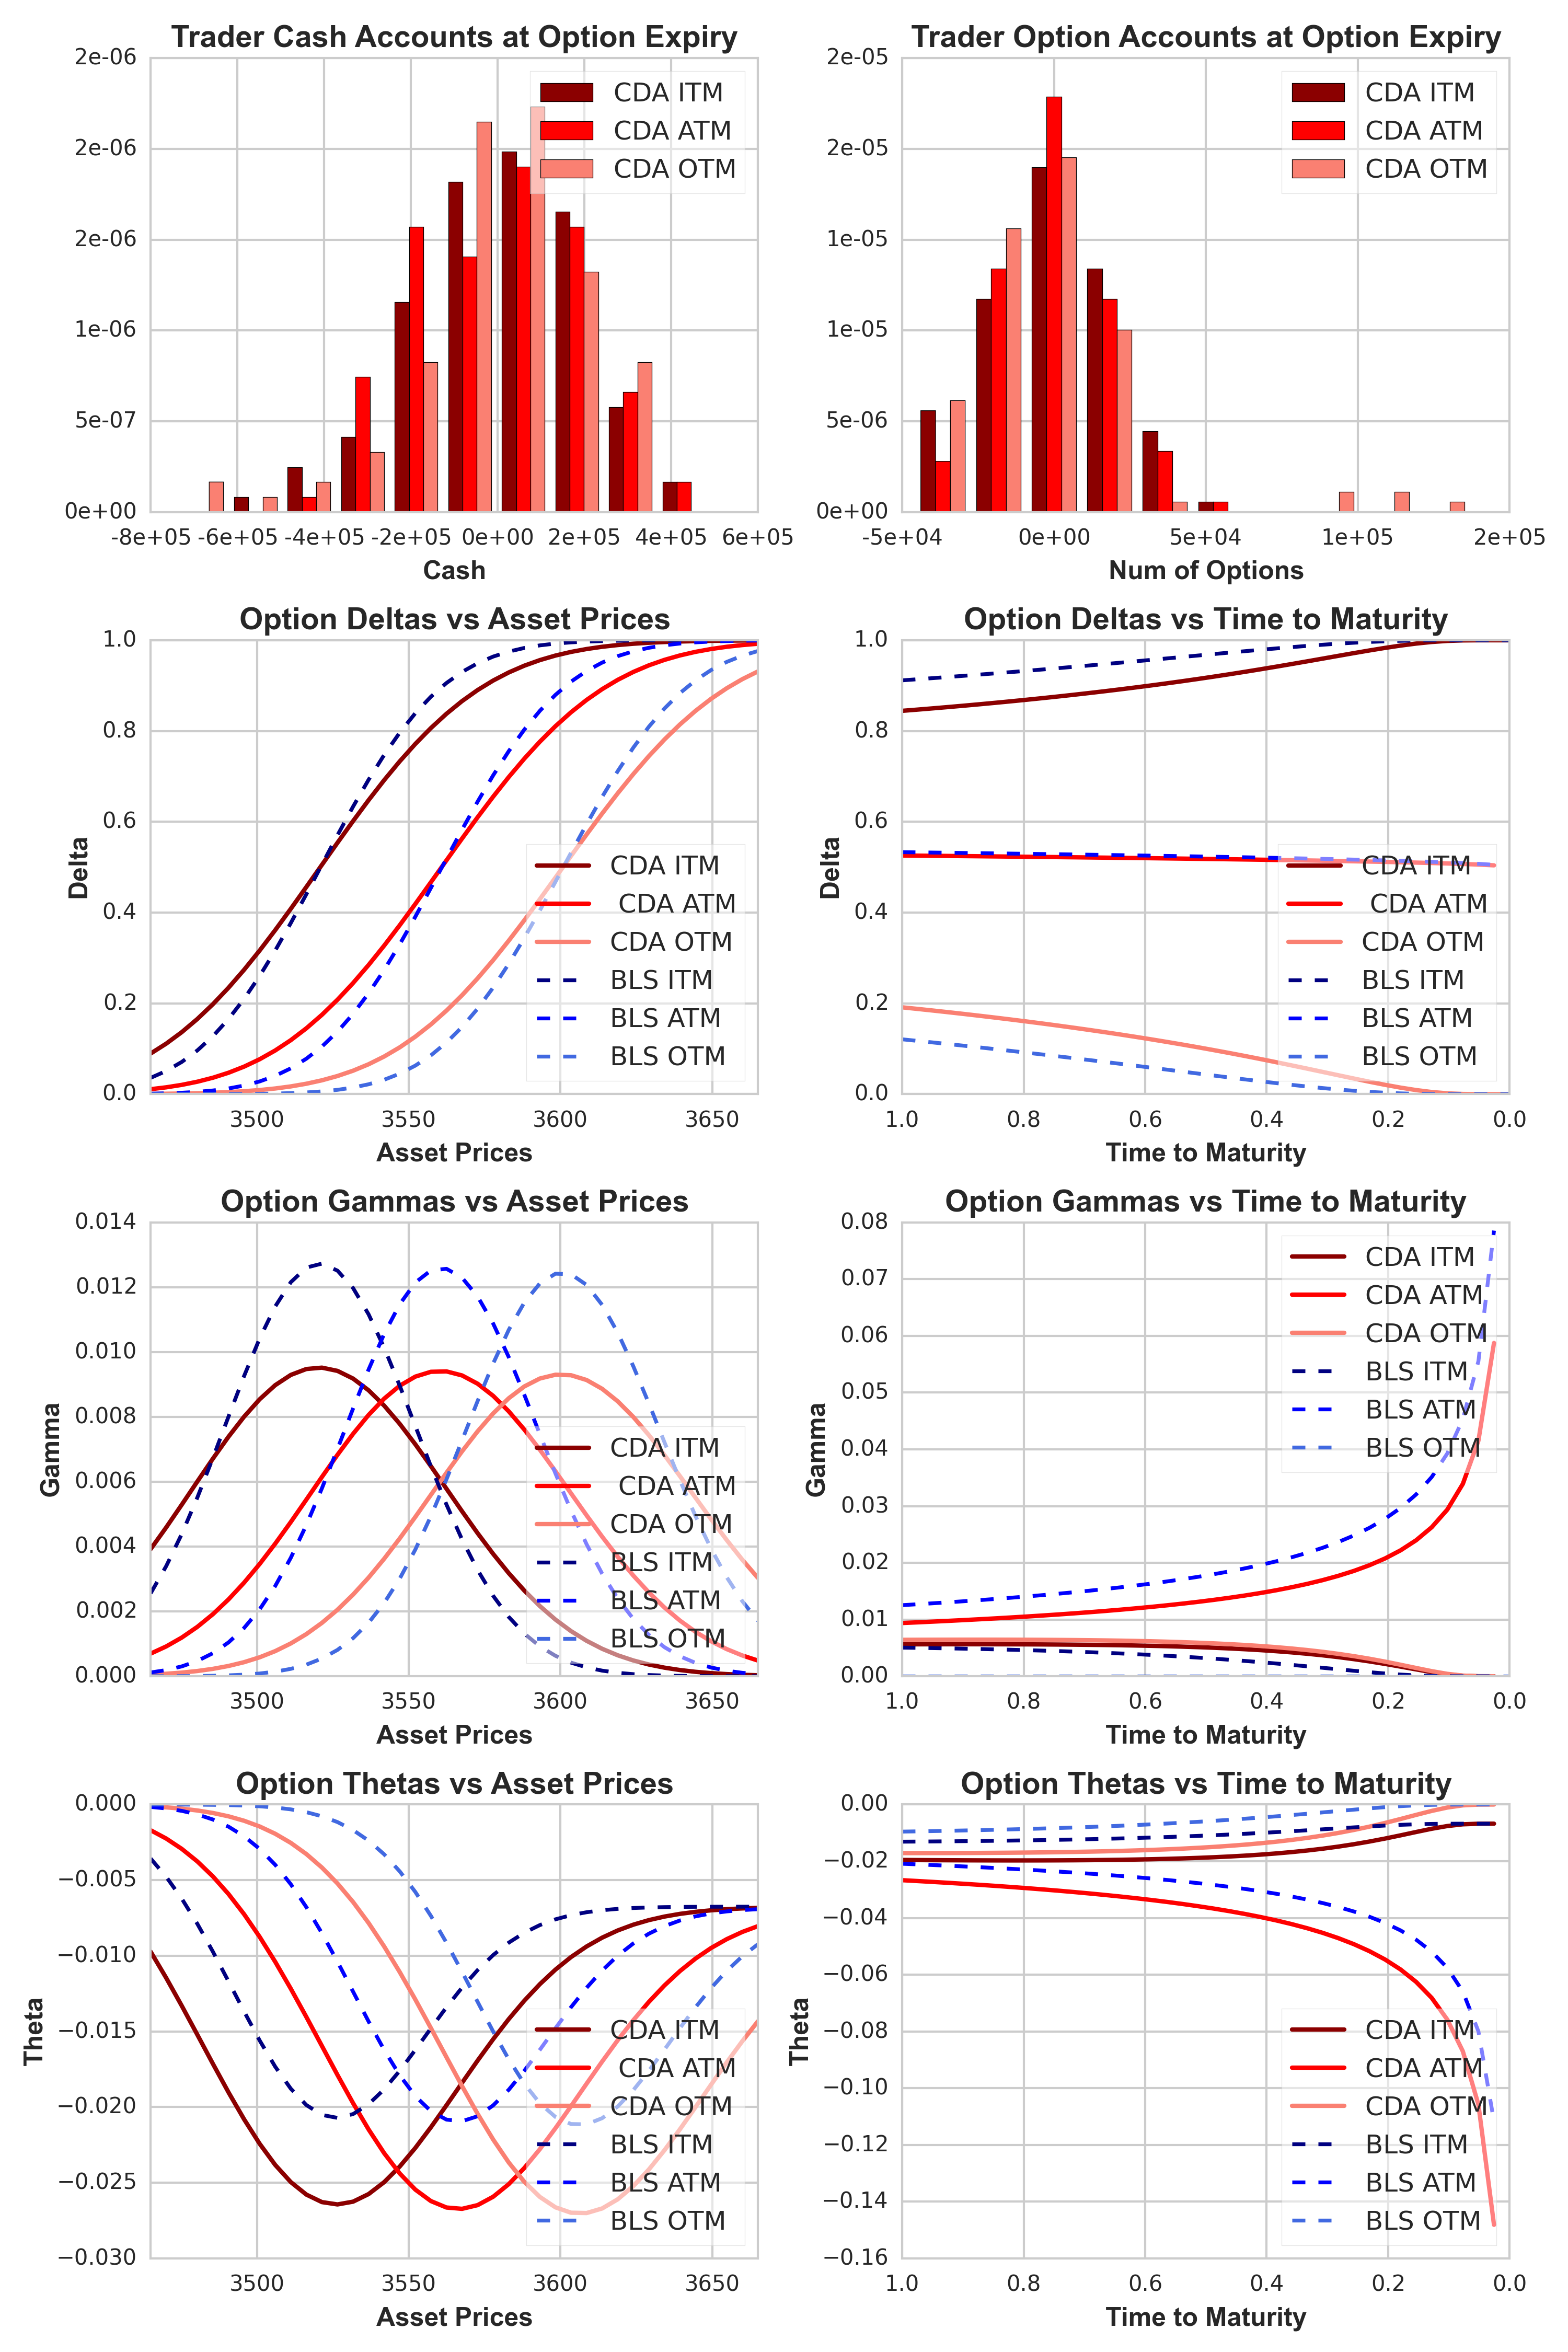 Trader Cash Accounts at Option Expiry
2e-06
2e-06
2e-06
1e-06
5e-07
0e+00
-8e+05 -6e+05 -4e+05 -2e+05 0e+00 2e+05 4e+05 6e+05
Cash
CDA ITM
CDA ATM
CDA OTM
Trader Option Accounts at Option Expiry
2e-05
2e-05
1e-05
1e-05
5e-06
0e+00
-5e+04 0e+00 5e+04 1e+05 2e+05
Num of Options
CDA ITM
CDA ATM
CDA OTM
Option Deltas vs Asset Prices
1.0
0.8
0.6
0.4
0.2
0.0
Delta
3500 3550 3600 3650
Asset Prices
CDA ITM
CDA ATM
CDA OTM
BLS ITM
BLS ATM
BLS OTM
Option Deltas vs Time to Maturity
1.0
0.8
0.6
0.4
0.2
0.0
Delta
1.0 0.8 0.6 0.4 0.2 0.0
Time to Maturity
CDA ITM
CDA ATM
CDA OTM
BLS ITM
BLS ATM
BLS OTM
Option Gammas vs Asset Prices
0.014
0.012
0.010
0.008
0.006
0.004
0.002
0.000
Gamma
3500 3550 3600 3650
Asset Prices
CDA ITM
CDA ATM
CDA OTM
BLS ITM
BLS ATM
BLS OTM
Option Gammas vs Time to Maturity
0.08
0.07
0.06
0.05
0.04
0.03
0.02
0.01
0.00
Gamma
1.0 0.8 0.6 0.4 0.2 0.0
Time to Maturity
CDA ITM
CDA ATM
CDA OTM
BLS ITM
BLS ATM
BLS OTM
Option Thetas vs Asset Prices
0.000
−0.005
−0.010
−0.015
−0.020
−0.025
−0.030
Theta
3500 3550 3600 3650
Asset Prices
CDA ITM
CDA ATM
CDA OTM
BLS ITM
BLS ATM
BLS OTM
Option Thetas vs Time to Maturity
0.00
−0.02
−0.04
−0.06
−0.08
−0.10
−0.12
−0.14
−0.16
Theta
1.0 0.8 0.6 0.4 0.2 0.0
Time to Maturity
CDA ITM
CDA ATM
CDA OTM
BLS ITM
BLS ATM
BLS OTM